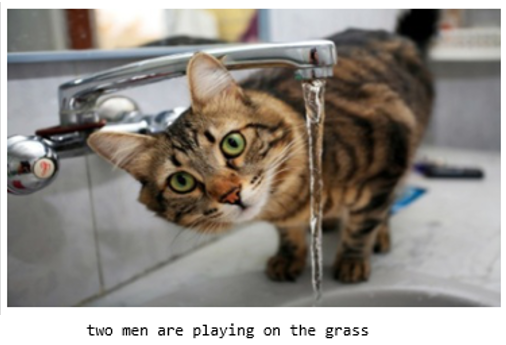 two men are playing on the grass